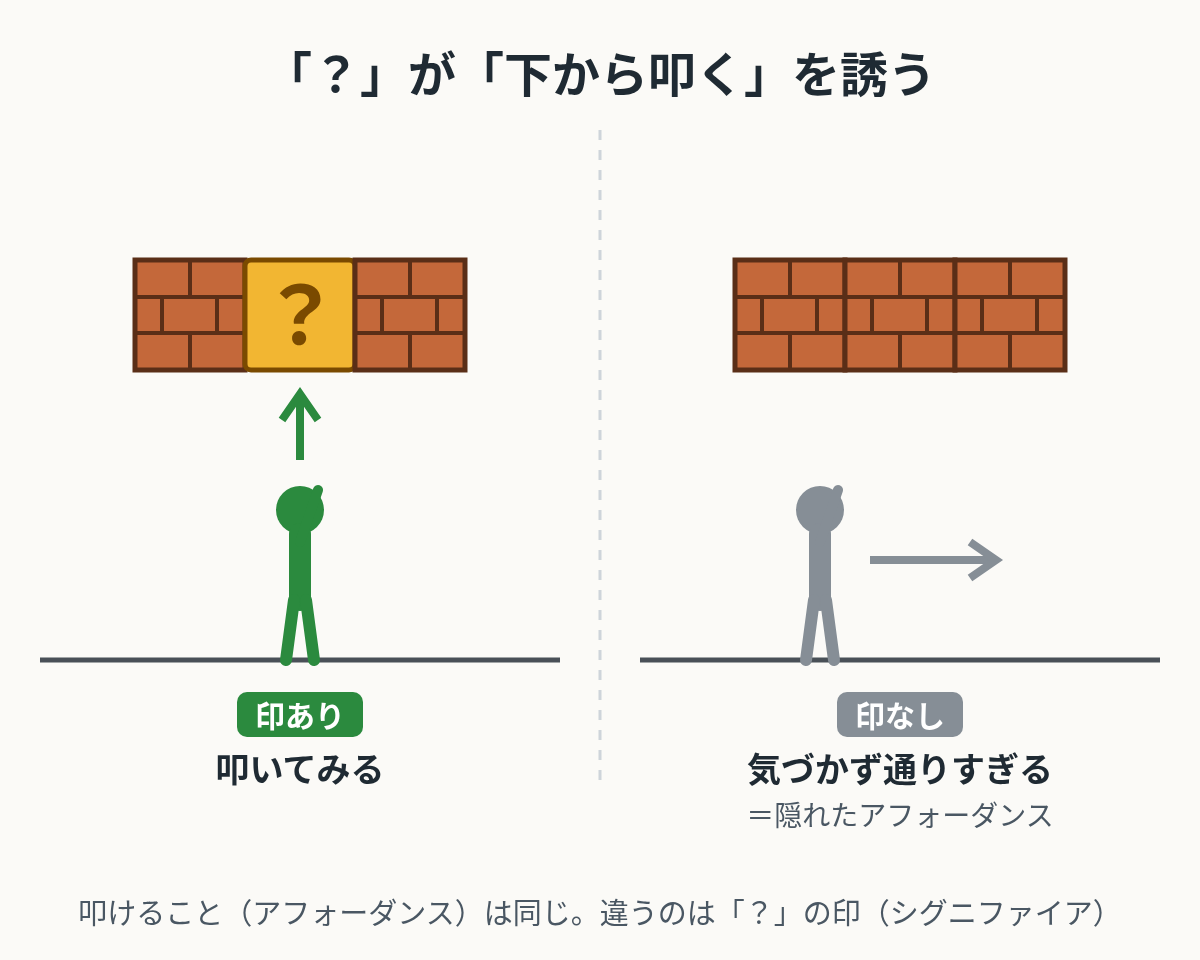 「？」が「下から叩く」を誘う
?
印あり
叩いてみる
印なし
気づかず通りすぎる
＝隠れたアフォーダンス
叩けること（アフォーダンス）は同じ。違うのは「？」の印（シグニファイア）